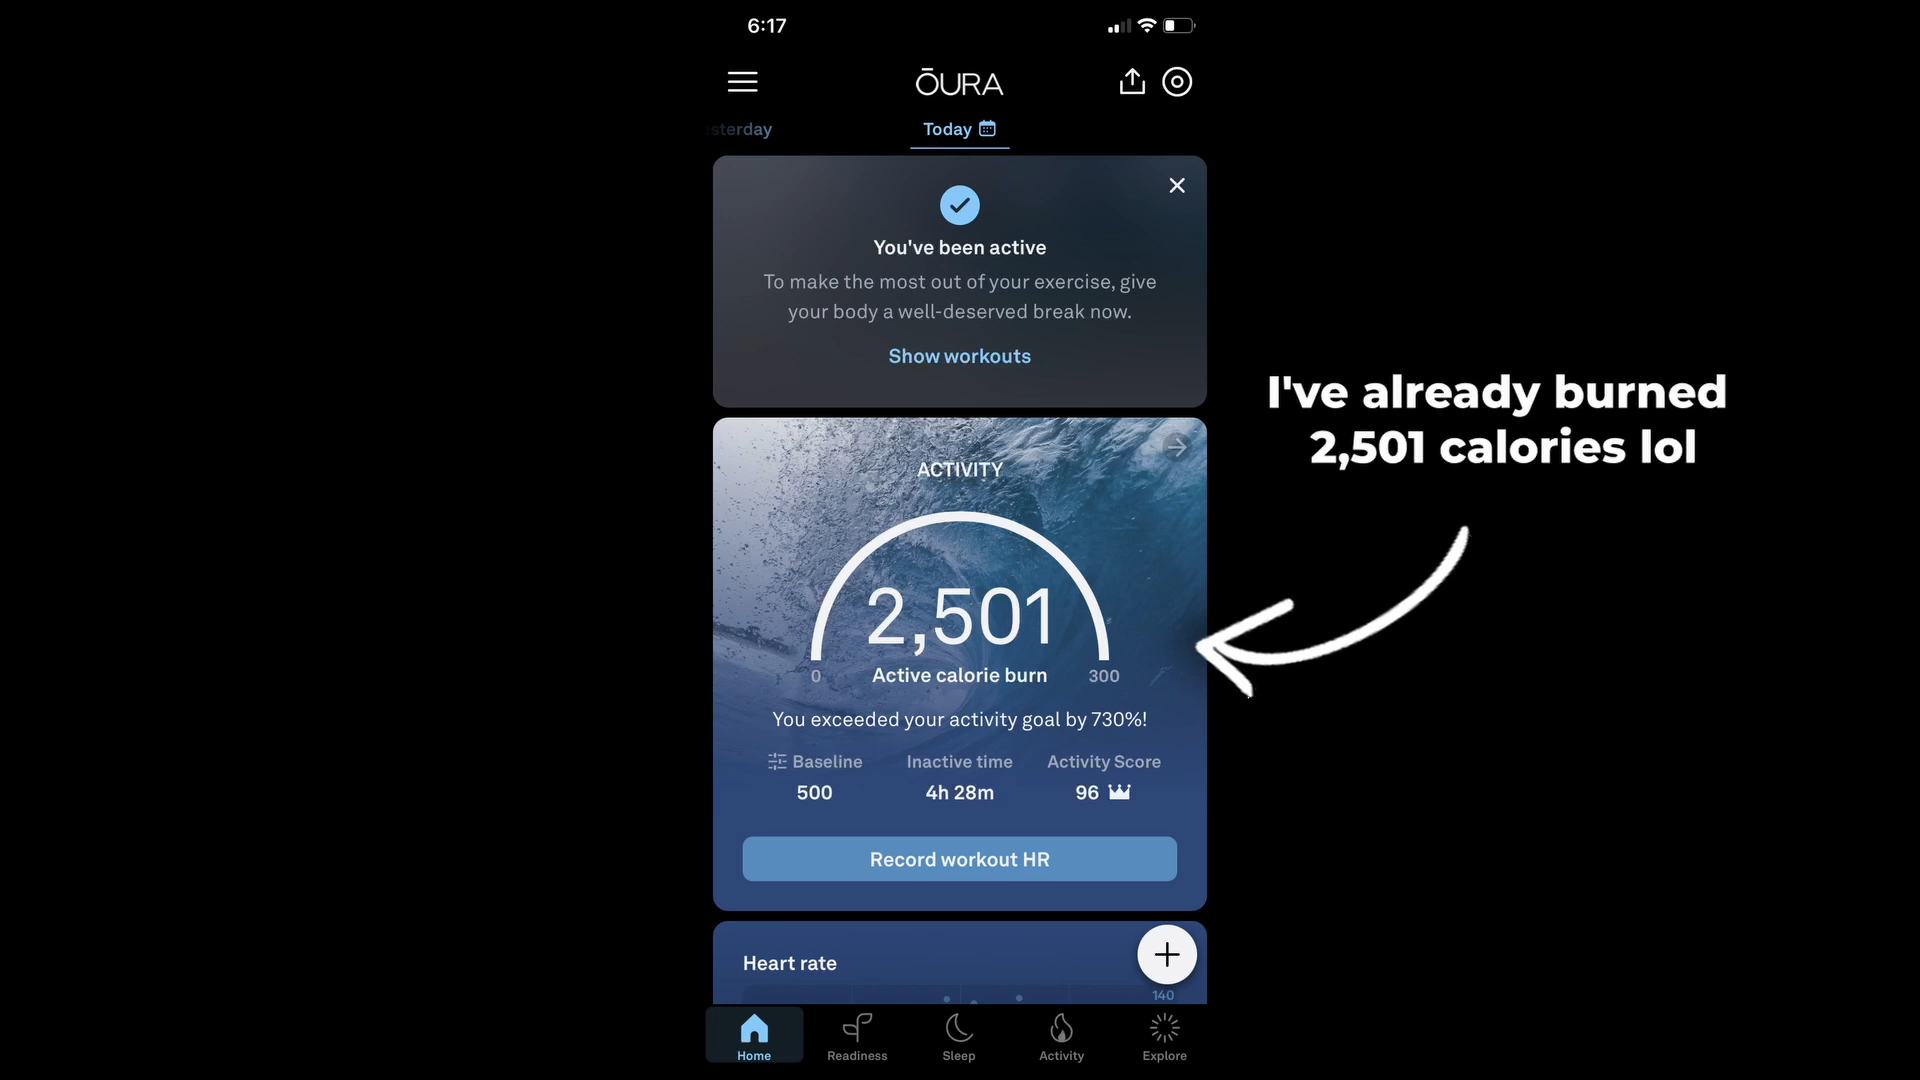 6:17
ŌURA
sterday
Today
You've been active
To make the most out of your exercise, give
your body a well-deserved break now.
Show workouts
ACTIVITY
2,501
0
Active calorie burn
300
You exceeded your activity goal by 730%!
Baseline
Inactive time
Activity Score
500
4h 28m
96
Record workout HR
Heart rate
140
Home
Readiness
Sleep
Activity
Explore
I've already burned
2,501 calories lol